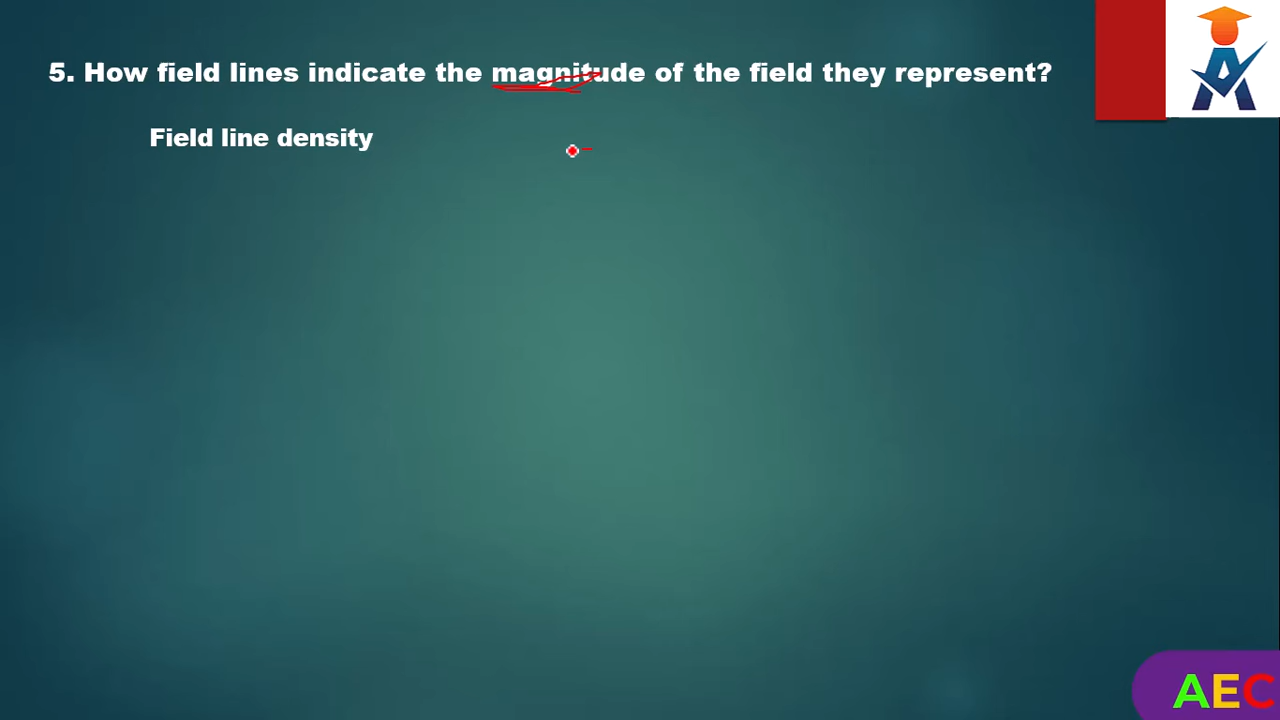 5. How field lines indicate the magnitude of the field they represent?
Field line density
AEC